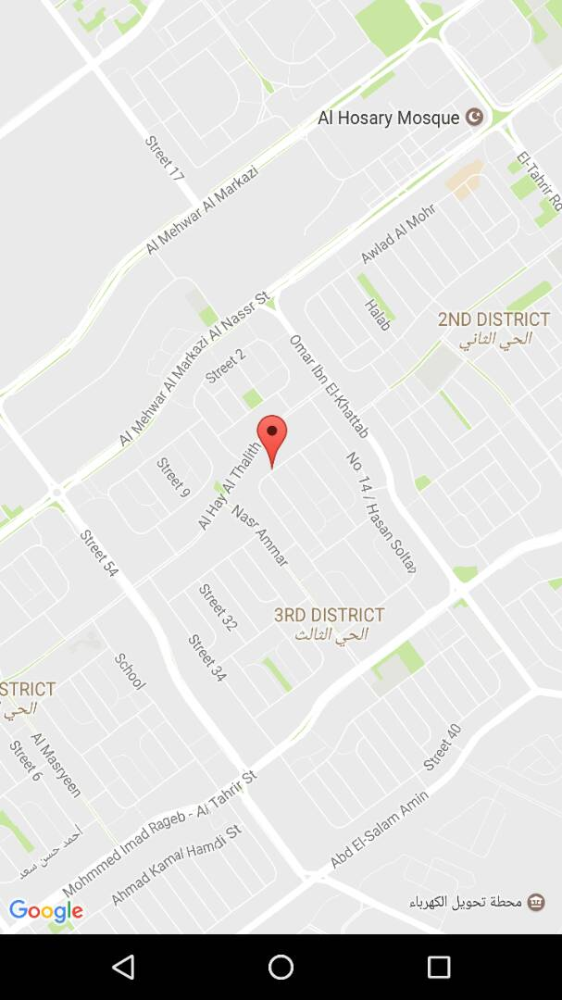 Al Hosary Mosque
Street 17
El-Tahrir Rd
Al Mehwar Al Markazi
Awlad Al Mohr
Al Mehwar Al Markazi Al Nassr St
Halab
2ND DISTRICT
الحي الثاني
Street 2
Omar Ibn El-Khattab
Al Hay Al Thalith
No. 14 / Hasan Soltav
Street 9
Nasr Ammar
Street 54
Street 32
3RD DISTRICT
الحي الثالث
Street 34
School
STRICT
الحي
Al Masryeen
Street 6
Street 40
Mohmmed Imad Rageb - Al Tahrir St
Abd El-Salam Amin
Ahmad Kamal Hamdi St
احمد حسن سعد
محطة تحويل الكهرباء
Google